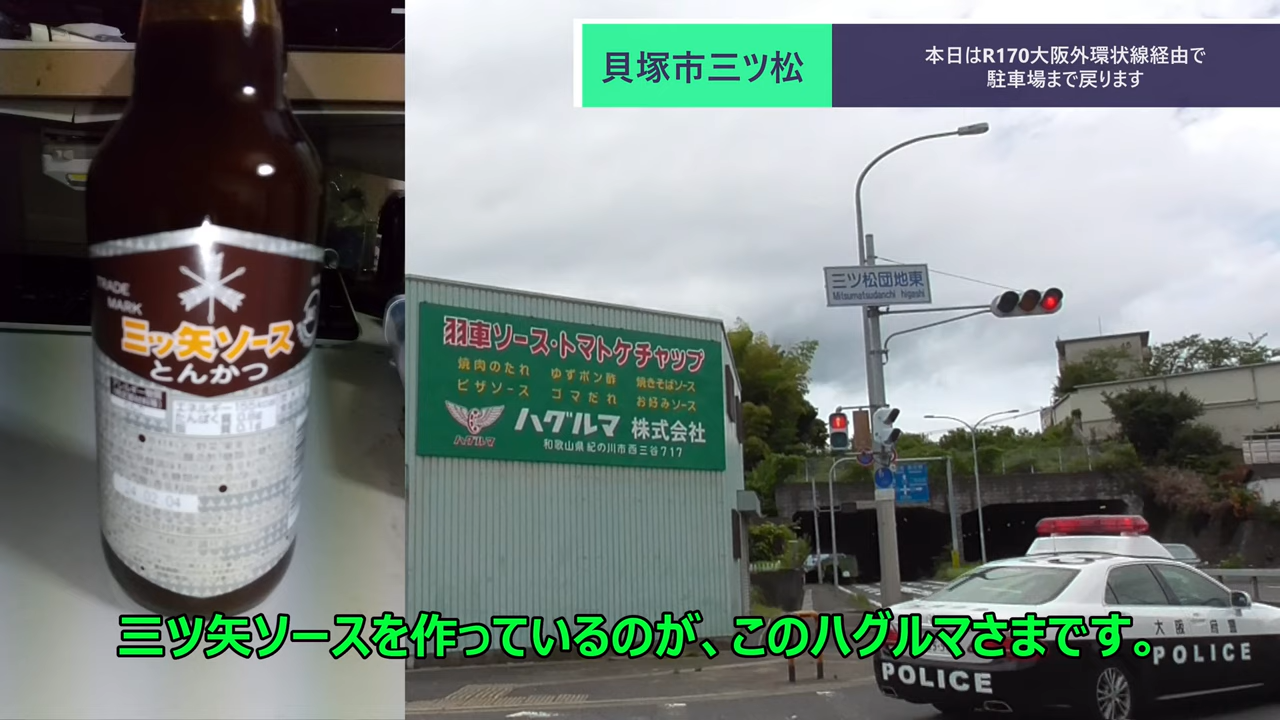 貝塚市三ツ松
本日はR170大阪外環状線経由で
駐車場まで戻ります
TRADE
MARK
三ッ矢ソース
とんかつ
24.02.04
三ツ松団地東
Mitsumatsudanchi higashi
羽車ソース・トマトケチャップ
焼肉のたれ ゆずポン酢 焼きそばソース
ピザソース ゴマだれ お好みソース
ハグルマ
ハグルマ 株式会社
和歌山県紀の川市西三谷717
大阪府警
POLICE
POLICE
三ツ矢ソースを作っているのが、このハグルマさまです。